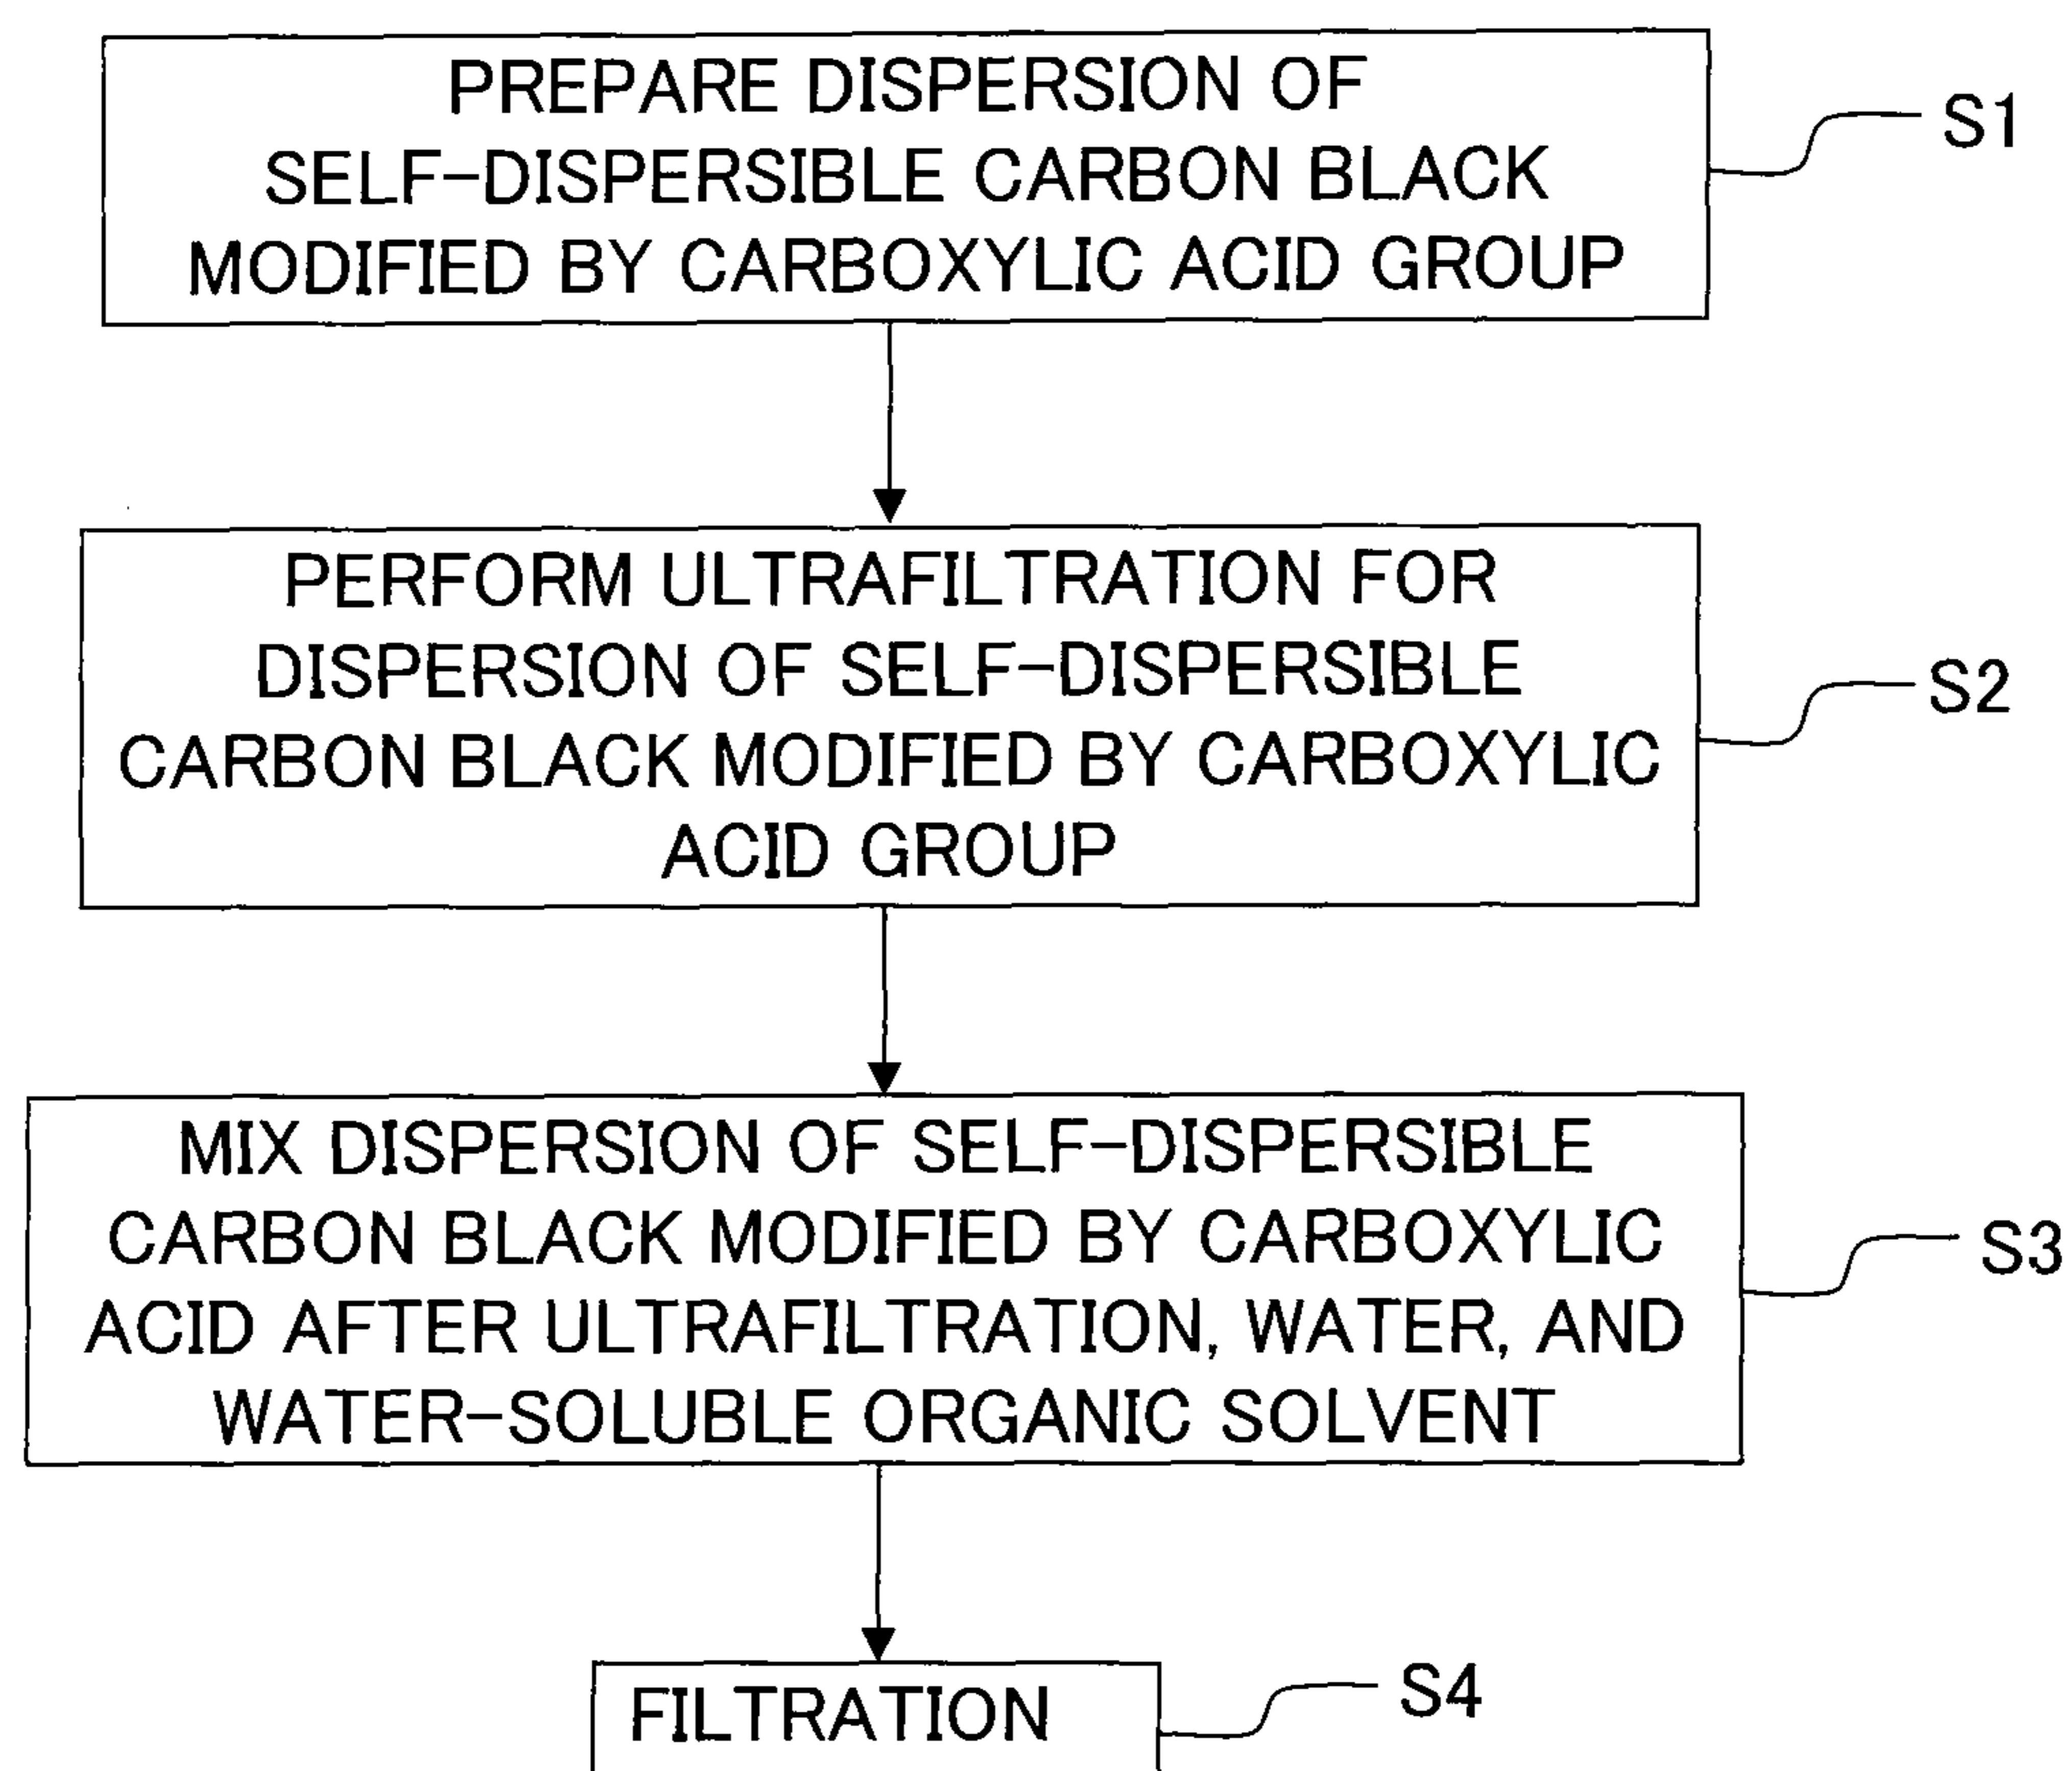 PREPARE DISPERSION OF
SELF-DISPERSIBLE CARBON BLACK
MODIFIED BY CARBOXYLIC ACID GROUP
S1
PERFORM ULTRAFILTRATION FOR
DISPERSION OF SELF-DISPERSIBLE
CARBON BLACK MODIFIED BY CARBOXYLIC
ACID GROUP
S2
MIX DISPERSION OF SELF-DISPERSIBLE
CARBON BLACK MODIFIED BY CARBOXYLIC
ACID AFTER ULTRAFILTRATION, WATER, AND
WATER-SOLUBLE ORGANIC SOLVENT
S3
FILTRATION
S4